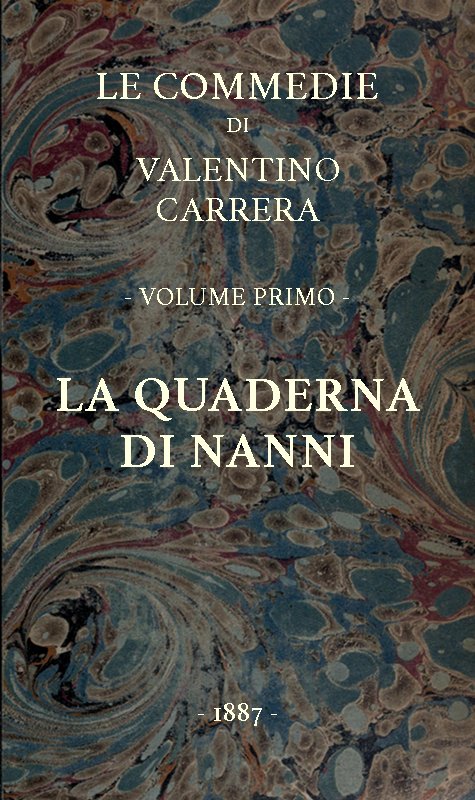 LE COMMEDIE
DI
VALENTINO
CARRERA
- VOLUME PRIMO -
LA QUADERNA
DI NANNI
- 1887 -